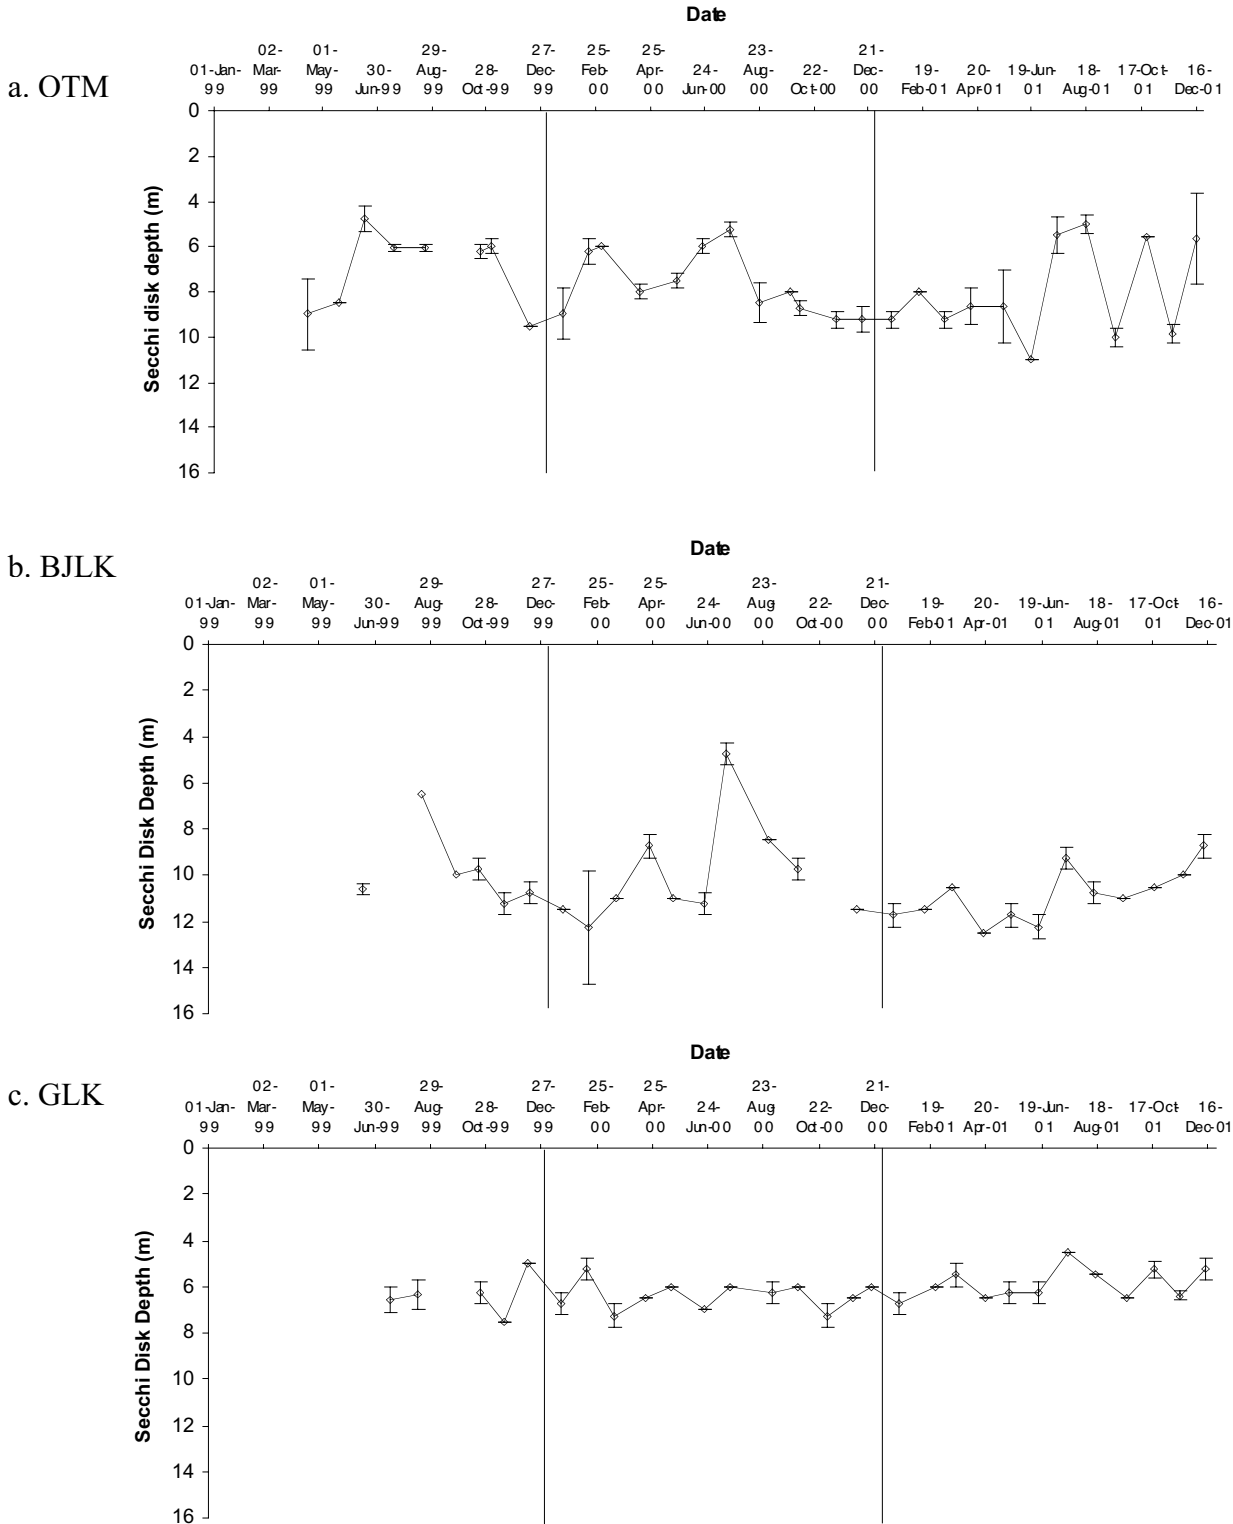 Date
02- 01- 29- 27- 25- 25- 23- 21-
01-Jan- Mar- May- 30- Aug- 28- Dec- Feb- Apr- 24- Aug- 22- Dec- 19- 20- 19-Jun- 18- 17-Oct- 16-
a. OTM
99 99 99 Jun-99 99 Oct-99 99 00 00 Jun-00 00 Oct-00 00 Feb-01 Apr-01 01 Aug-01 01 Dec-01
0
2
4
6
8
10
12
14
16
Secchi disk depth (m)
Date
b. BJLK
02- 01- 29- 27- 25- 25- 23- 21-
01-Jan- Mar- May- 30- Aug- 28- Dec- Feb- Apr- 24- Aug- 22- Dec- 19- 20- 19-Jun- 18- 17-Oct- 16-
99 99 99 Jun-99 99 Oct-99 99 00 00 Jun-00 00 Oct-00 00 Feb-01 Apr-01 01 Aug-01 01 Dec-01
0
2
4
6
8
10
12
14
16
Secchi Disk Depth (m)
Date
c. GLK
02- 01- 29- 27- 25- 25- 23- 21-
01-Jan- Mar- May- 30- Aug- 28- Dec- Feb- Apr- 24- Aug- 22- Dec- 19- 20- 19-Jun- 18- 17-Oct- 16-
99 99 99 Jun-99 99 Oct-99 99 00 00 Jun-00 00 Oct-00 00 Feb-01 Apr-01 01 Aug-01 01 Dec-01
0
2
4
6
8
10
12
14
16
Secchi Disk Depth (m)